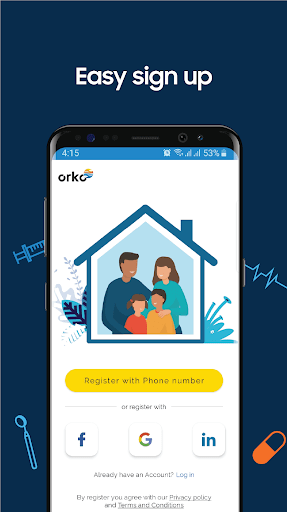 Easy sign up
4:15
53%
orko
Register with Phone number
or register with
f
G
in
Already have an Account? Log in
By register you agree with our Privacy policy
and Terms and Conditions